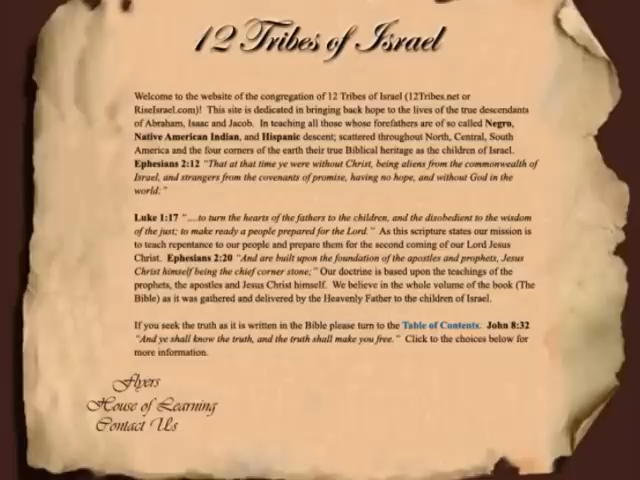 12 Tribes of Israel
Welcome to the website of the congregation of 12 Tribes of Israel (12Tribes.net or
RiseIsrael.com)! This site is dedicated in bringing back hope to the lives of the true descendants
of Abraham, Isaac and Jacob. In teaching all those whose forefathers are of so called Negro,
Native American Indian, and Hispanic descent; scattered throughout North, Central, South
America and the four corners of the earth their true Biblical heritage as the children of Israel.
Ephesians 2:12 "That at that time ye were without Christ, being aliens from the commonwealth of
Israel, and strangers from the covenants of promise, having no hope, and without God in the
world:"
Luke 1:17 "....to turn the hearts of the fathers to the children, and the disobedient to the wisdom
of the just; to make ready a people prepared for the Lord." As this scripture states our mission is
to teach repentance to our people and prepare them for the second coming of our Lord Jesus
Christ. Ephesians 2:20 "And are built upon the foundation of the apostles and prophets, Jesus
Christ himself being the chief corner stone;" Our doctrine is based upon the teachings of the
prophets, the apostles and Jesus Christ himself. We believe in the whole volume of the book (The
Bible) as it was gathered and delivered by the Heavenly Father to the children of Israel.
If you seek the truth as it is written in the Bible please turn to the Table of Contents. John 8:32
"And ye shall know the truth, and the truth shall make you free." Click to the choices below for
more information.
Flyers
House of Learning
Contact Us